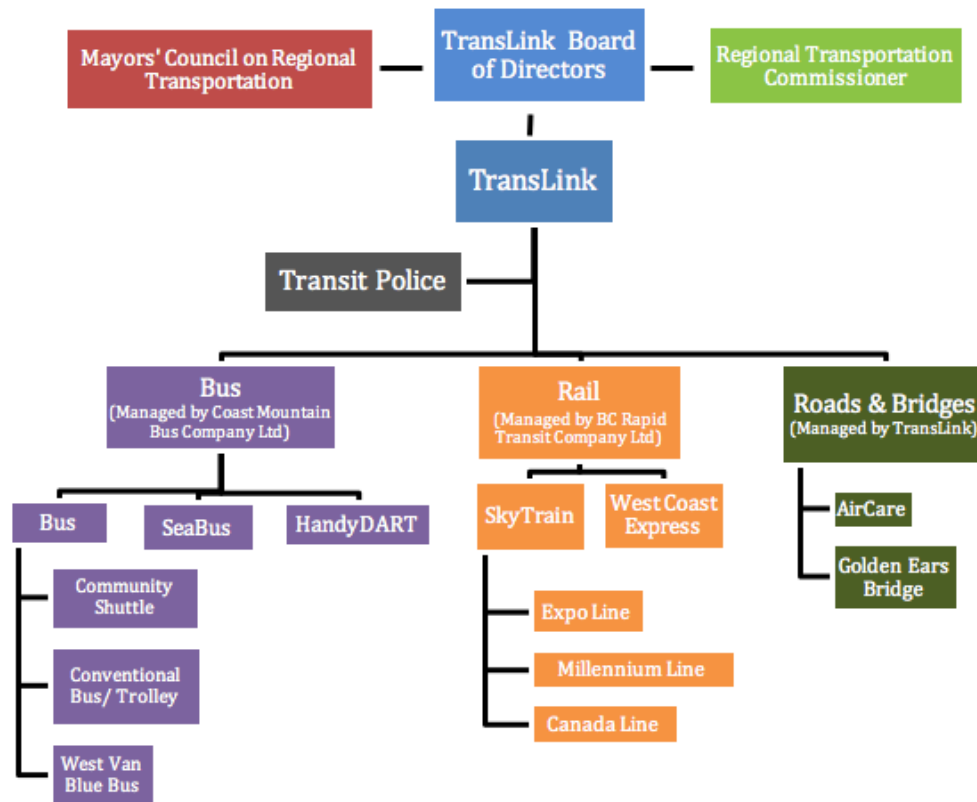 Mayors' Council on Regional
Transportation
TransLink Board
of Directors
Regional Transportation
Commissioner
TransLink
Transit Police
Bus
(Managed by Coast Mountain
Bus Company Ltd)
Rail
(Managed by BC Rapid
Transit Company Ltd)
Roads & Bridges
(Managed by TransLink)
Bus
SeaBus
HandyDART
SkyTrain
West Coast
Express
AirCare
Golden Ears
Bridge
Community
Shuttle
Conventional
Bus/ Trolley
West Van
Blue Bus
Expo Line
Millennium Line
Canada Line